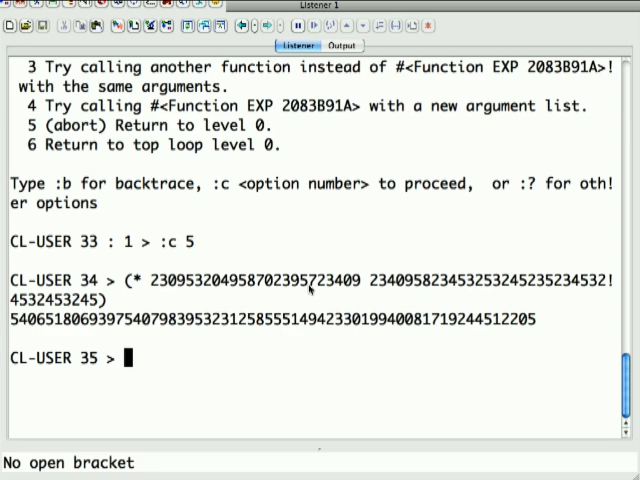 Listener 1
Listener Output
3 Try calling another function instead of #<Function EXP 2083B91A>!
with the same arguments.
4 Try calling #<Function EXP 2083B91A> with a new argument list.
5 (abort) Return to level 0.
6 Return to top loop level 0.
Type :b for backtrace, :c <option number> to proceed, or :? for oth!
er options
CL-USER 33 : 1 > :c 5
CL-USER 34 > (* 230953204958702395723409 234095823453253245235234532!
4532453245)
540651806939754079839532312585551494233019940081719244512205
CL-USER 35 >
No open bracket